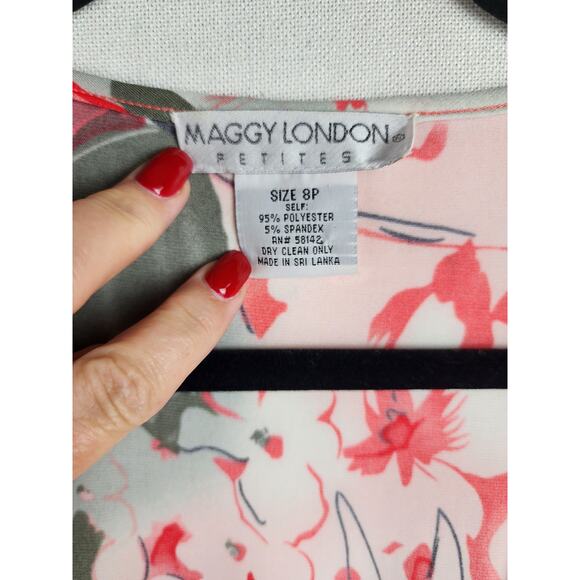 MAGGY LONDON
PETITES
SIZE 8P
SELF:
95% POLYESTER
5% SPANDEX
RN# 58142
DRY CLEAN ONLY
MADE IN SRI LANKA